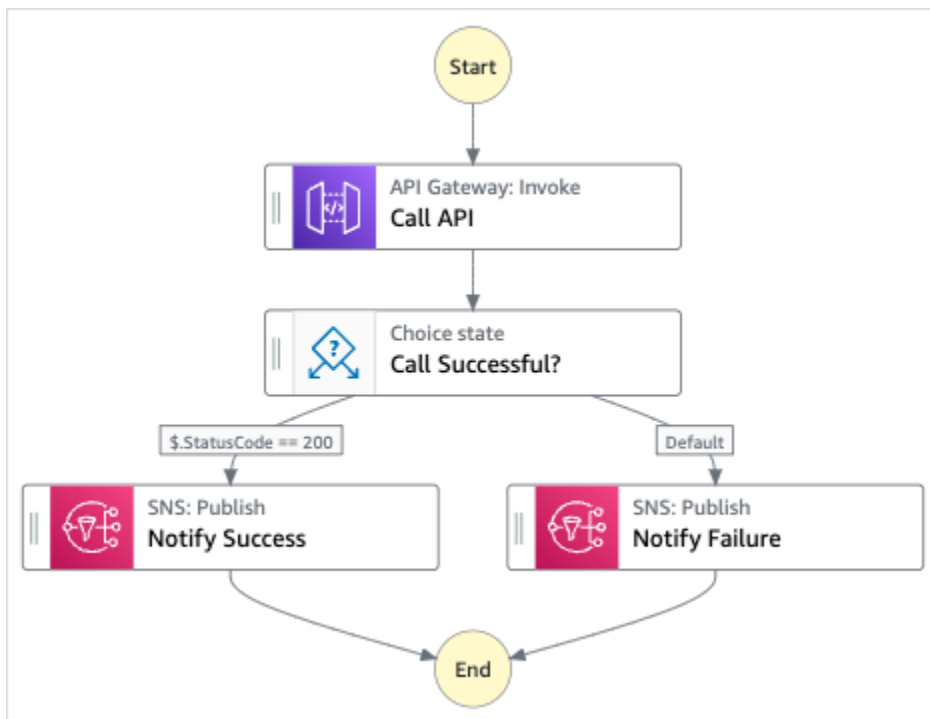 Start
API Gateway: Invoke
Call API
Choice state
Call Successful?
$.StatusCode == 200
Default
SNS: Publish
Notify Success
SNS: Publish
Notify Failure
End